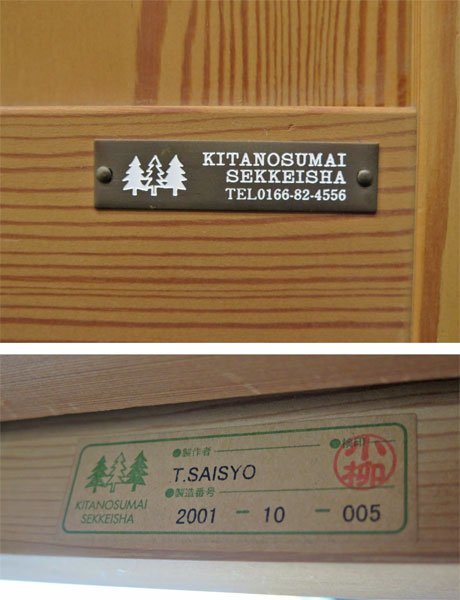 KITANOSUMAI
SEKKEISHA
TEL0166-82-4556
●製作者
●検印
T.SAISYO
小柳
●製造番号
KITANOSUMAI
SEKKEISHA
2001 - 10 - 005